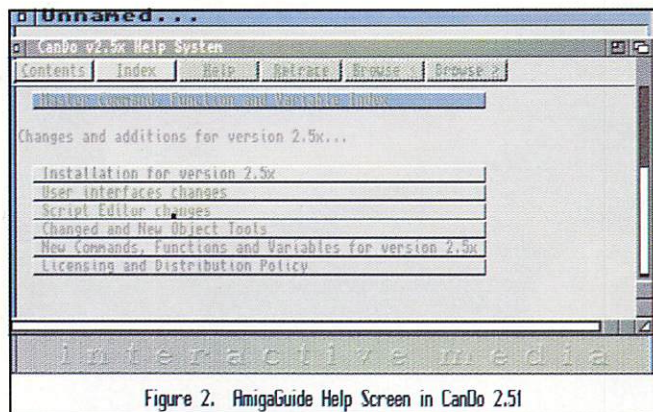 Unnamed...
CanDo v2.5x Help System
Contents Index Help Retrace Browse < Browse >
Master Command, Function and Variable Index
Changes and additions for version 2.5x...
Installation for version 2.5x
User interfaces changes
Script Editor changes
Changed and New Object Tools
New Commands, Functions and Variables for version 2.5x
Licensing and Distribution Policy
interactive media
Figure 2. AmigaGuide Help Screen in CanDo 2.51